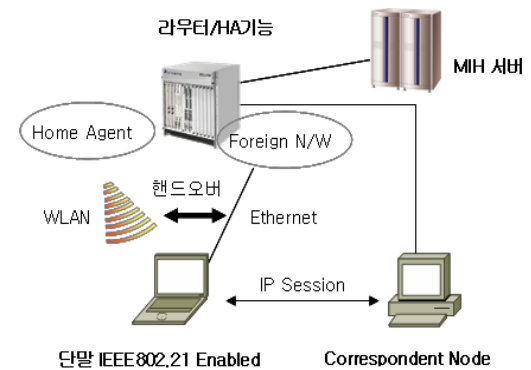 라우터/HA기능
MIH 서버
Home Agent
Foreign N/W
핸드오버
WLAN
Ethernet
IP Session
단말 IEEE802.21 Enabled
Correspondent Node